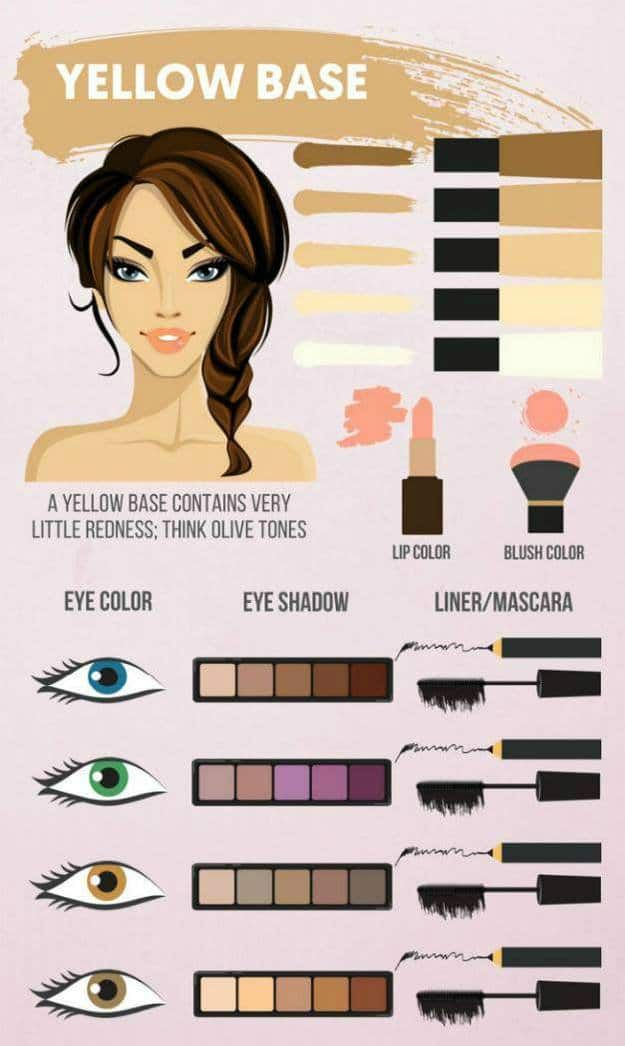 YELLOW BASE
A YELLOW BASE CONTAINS VERY
LITTLE REDNESS; THINK OLIVE TONES
LIP COLOR
BLUSH COLOR
EYE COLOR
EYE SHADOW
LINER/MASCARA